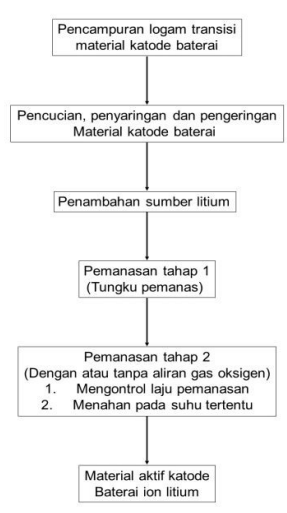 Pencampuran logam transisi
material katode baterai
Pencucian, penyaringan dan pengeringan
Material katode baterai
Penambahan sumber litium
Pemanasan tahap 1
(Tungku pemanas)
Pemanasan tahap 2
(Dengan atau tanpa aliran gas oksigen)
1. Mengontrol laju pemanasan
2. Menahan pada suhu tertentu
Material aktif katode
Baterai ion litium